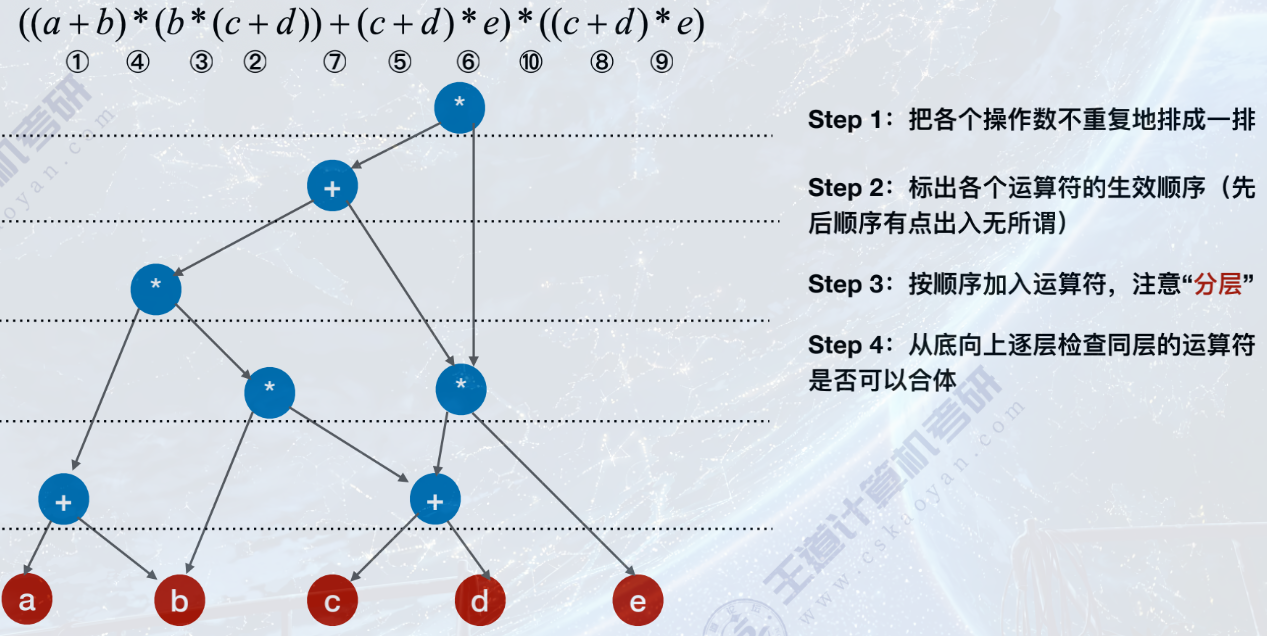 ((a+b)*(b*(c+d))+(c+d)*e)*((c+d)*e)
① ④ ③ ② ⑦ ⑤ ⑥ ⑩ ⑧ ⑨
*
+
*
*
*
+
+
a
b
c
d
e
Step 1：把各个操作数不重复地排成一排
Step 2：标出各个运算符的生效顺序（先
后顺序有点出入无所谓）
Step 3：按顺序加入运算符，注意“分层”
Step 4：从底向上逐层检查同层的运算符
是否可以合体
机考研
oyan.com
王道计算机考研
www.cskaoyan.com